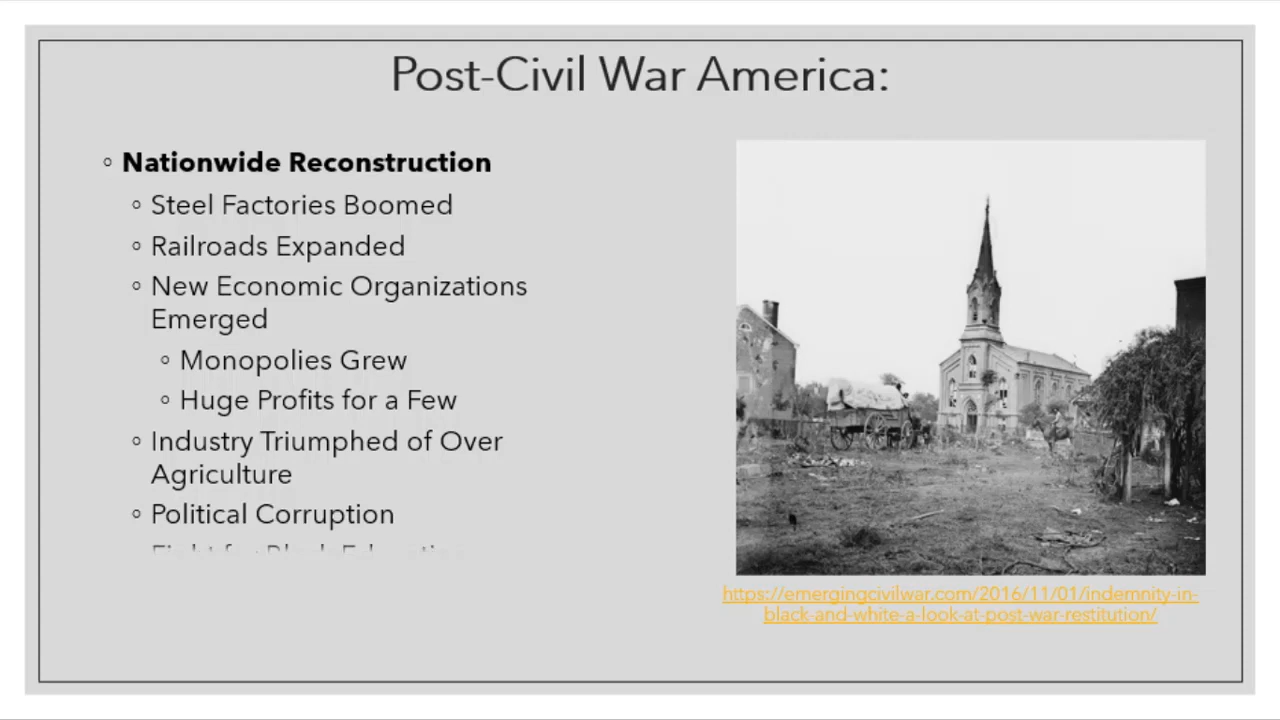 Post-Civil War America:
◦ Nationwide Reconstruction
◦ Steel Factories Boomed
◦ Railroads Expanded
◦ New Economic Organizations
Emerged
◦ Monopolies Grew
◦ Huge Profits for a Few
◦ Industry Triumphed of Over
Agriculture
◦ Political Corruption
https://emergingcivilwar.com/2016/11/01/indemnity-in-
black-and-white-a-look-at-post-war-restitution/